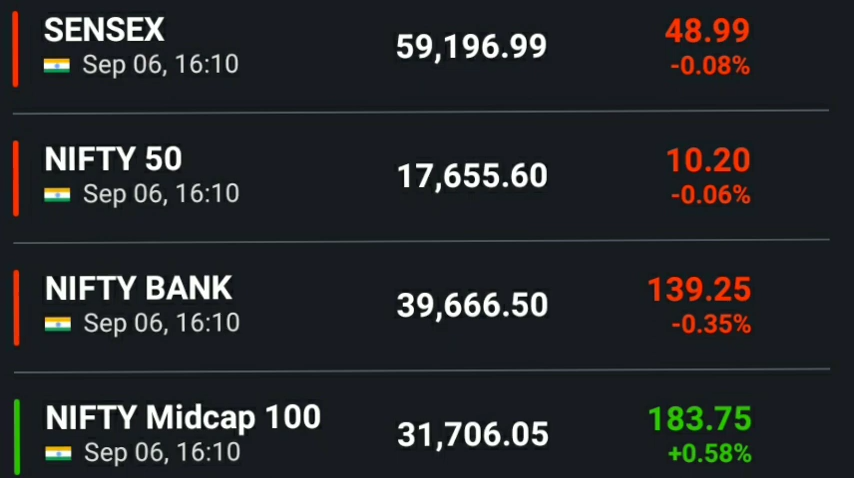 SENSEX
59,196.99
48.99
Sep 06, 16:10
-0.08%
NIFTY 50
17,655.60
10.20
Sep 06, 16:10
-0.06%
NIFTY BANK
39,666.50
139.25
Sep 06, 16:10
-0.35%
NIFTY Midcap 100
31,706.05
183.75
Sep 06, 16:10
+0.58%